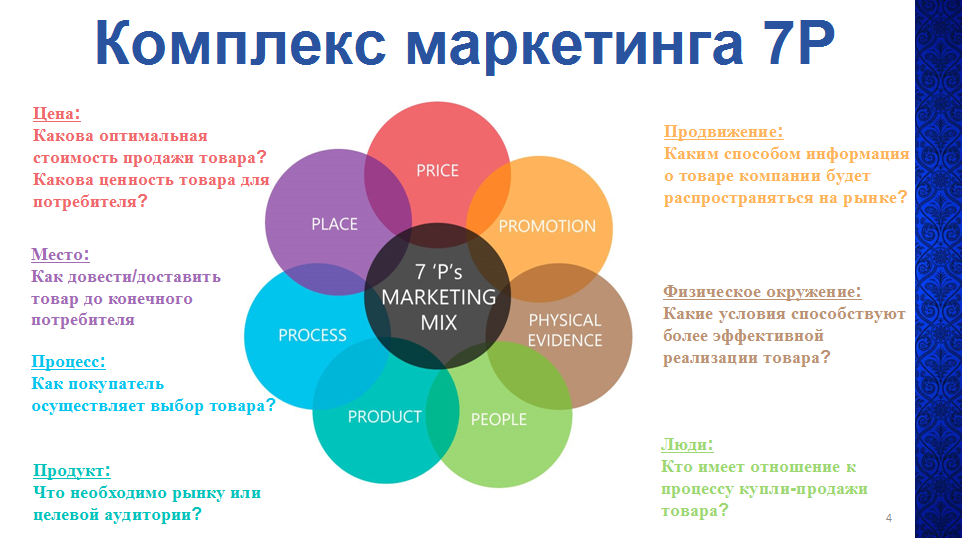 Комплекс маркетинга 7P
Цена:
Какова оптимальная
стоимость продажи товара?
Какова ценность товара для
потребителя?
Место:
Как довести/доставить
товар до конечного
потребителя
Процесс:
Как покупатель
осуществляет выбор товара?
Продукт:
Что необходимо рынку или
целевой аудитории?
PRICE
PLACE
PROMOTION
7 ‘P’s
MARKETING
MIX
PROCESS
PHYSICAL
EVIDENCE
PRODUCT
PEOPLE
Продвижение:
Каким способом информация
о товаре компании будет
распространяться на рынке?
Физическое окружение:
Какие условия способствуют
более эффективной
реализации товара?
Люди:
Кто имеет отношение к
процессу купли-продажи
товара?
4